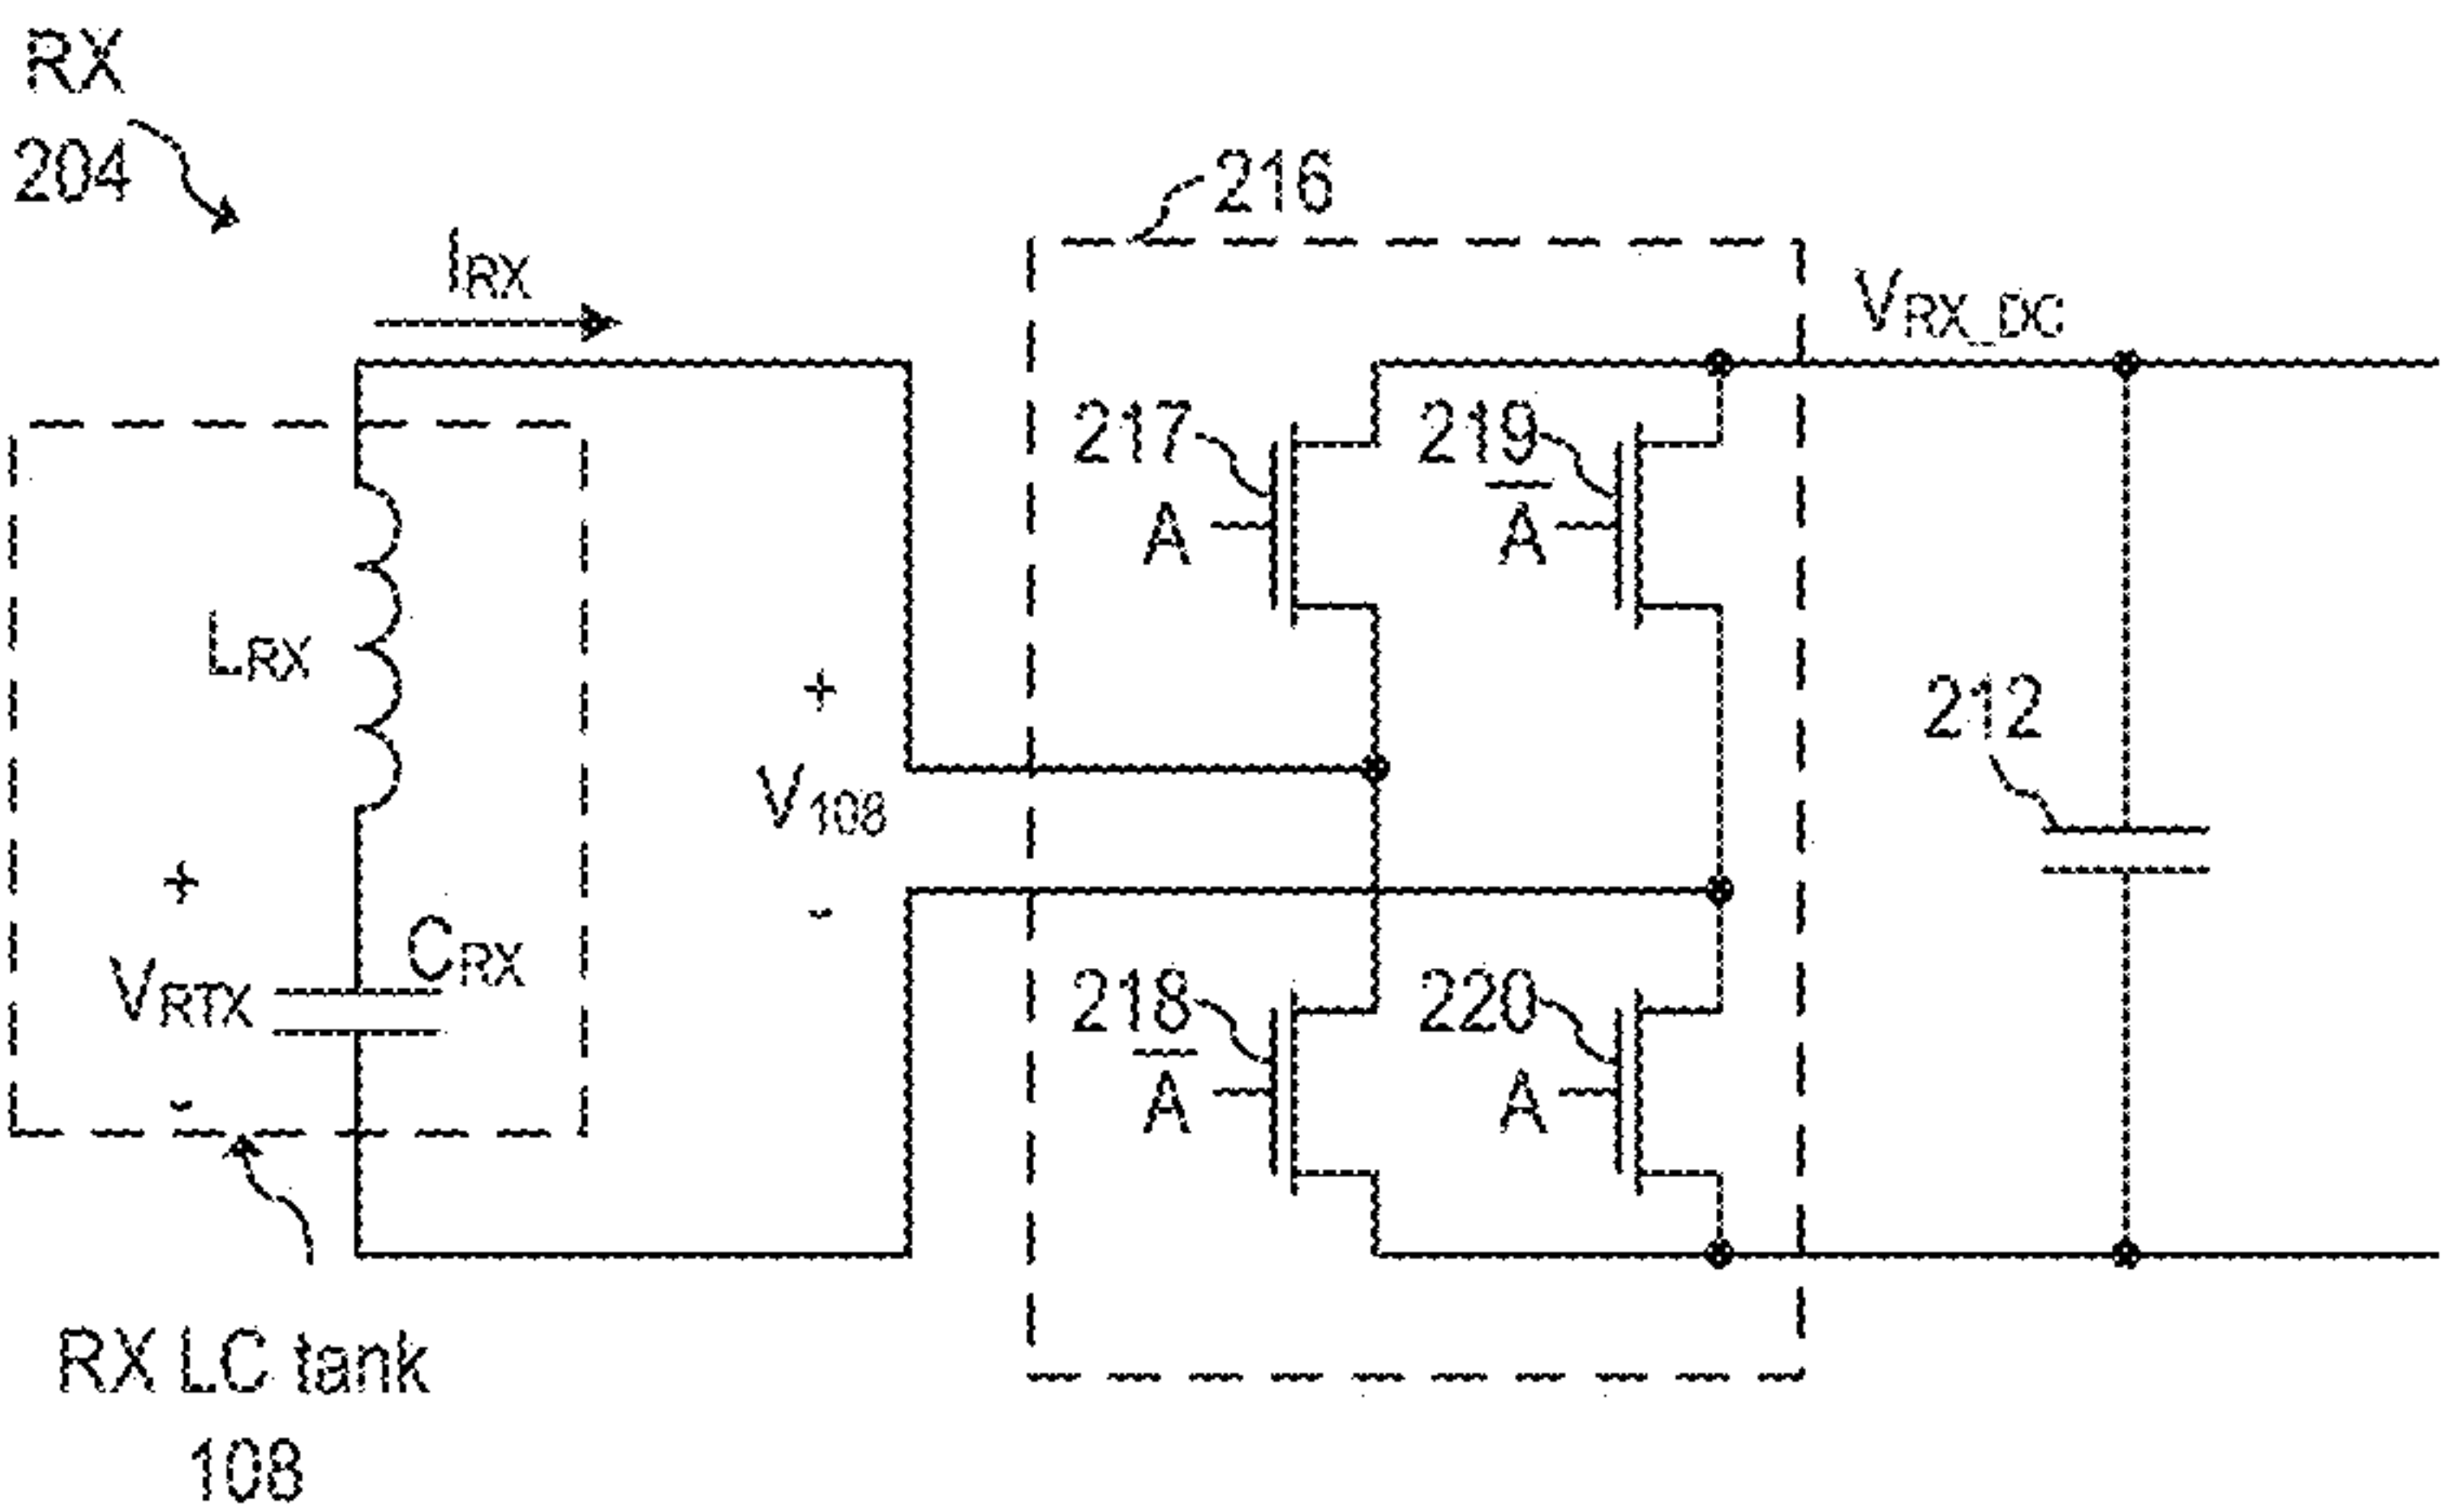 RX
204
216
IRX
VRX_DC
217
219
A
A̅
LRX
212
+
V108
-
+
CRX
VRTX
-
218
220
A̅
A
RX LC tank
108